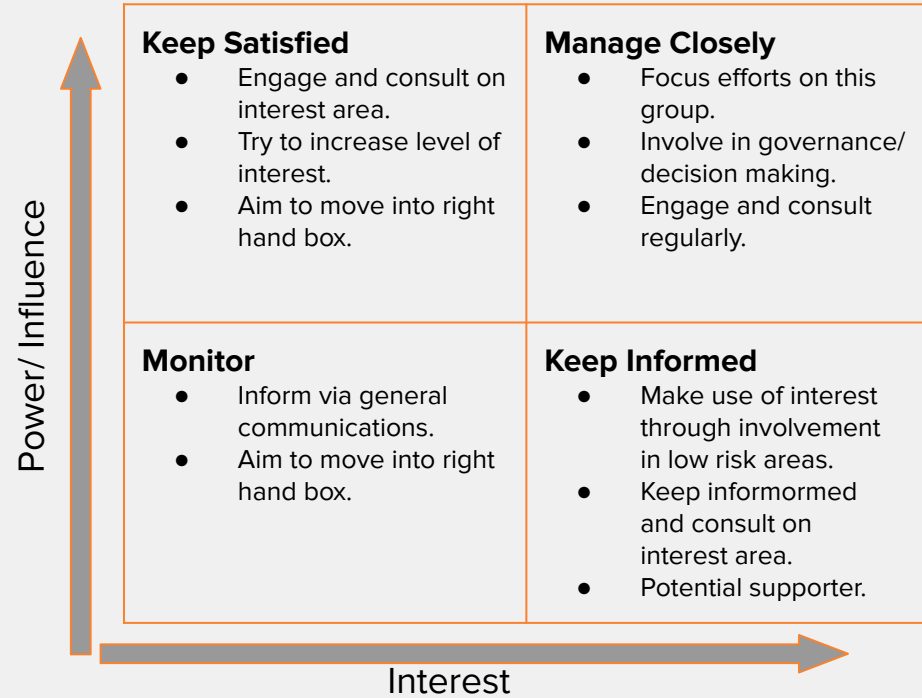 Power/ Influence
Keep Satisfied
● Engage and consult on
interest area.
● Try to increase level of
interest.
● Aim to move into right
hand box.
Manage Closely
● Focus efforts on this
group.
● Involve in governance/
decision making.
● Engage and consult
regularly.
Monitor
● Inform via general
communications.
● Aim to move into right
hand box.
Keep Informed
● Make use of interest
through involvement
in low risk areas.
● Keep informormed
and consult on
interest area.
● Potential supporter.
Interest